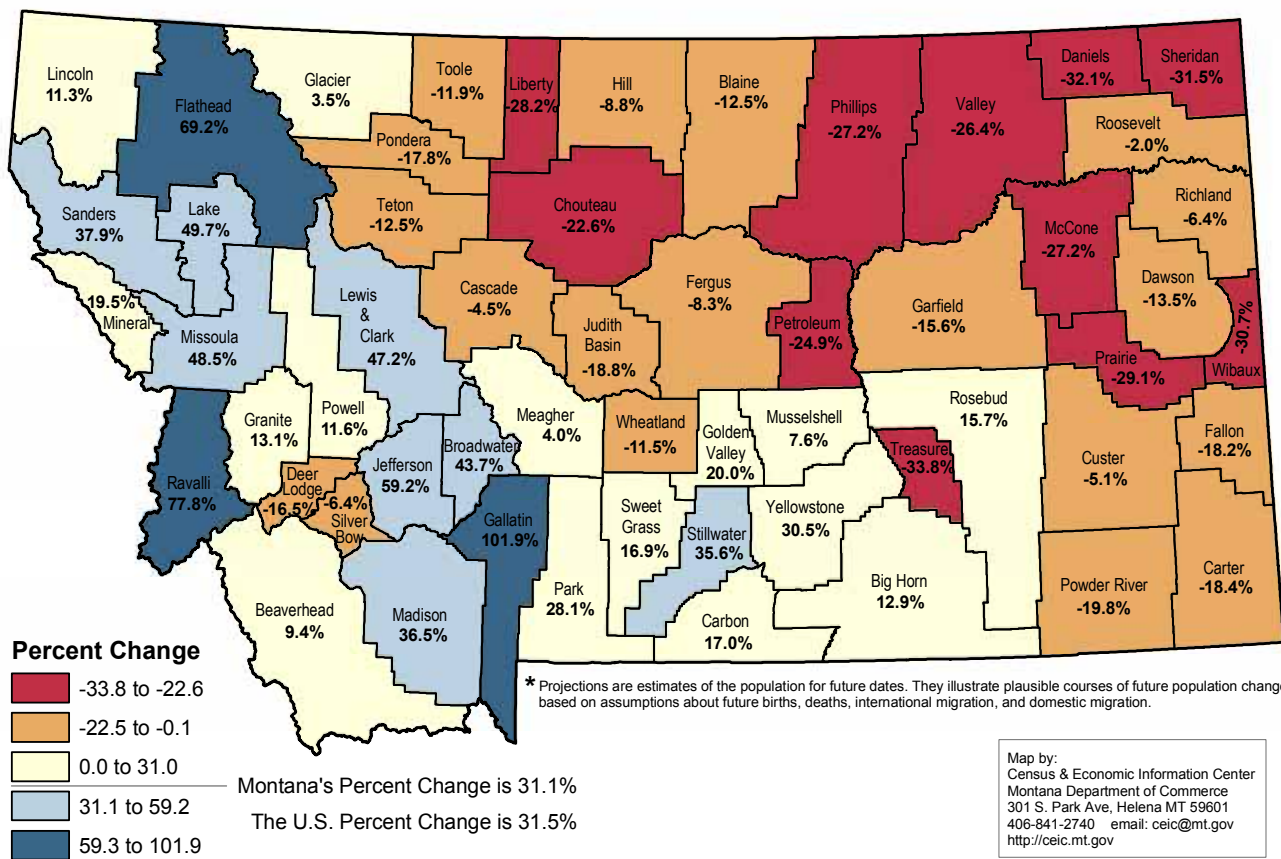 Lincoln
11.3%
Flathead
69.2%
Glacier
3.5%
Toole
-11.9%
Liberty
-28.2%
Hill
-8.8%
Blaine
-12.5%
Phillips
-27.2%
Valley
-26.4%
Daniels
-32.1%
Sheridan
-31.5%
Roosevelt
-2.0%
Pondera
-17.8%
Teton
-12.5%
Chouteau
-22.6%
Richland
-6.4%
McCone
-27.2%
Dawson
-13.5%
Sanders
37.9%
Lake
49.7%
19.5%
Mineral
Missoula
48.5%
Lewis
&
Clark
47.2%
Cascade
-4.5%
Judith
Basin
-18.8%
Fergus
-8.3%
Petroleum
-24.9%
Garfield
-15.6%
Prairie
-29.1%
-30.7%
Wibaux
Ravalli
77.8%
Granite
13.1%
Powell
11.6%
Deer
Lodge
-16.5%
-6.4%
Silver
Bow
Jefferson
59.2%
Broadwater
43.7%
Meagher
4.0%
Wheatland
-11.5%
Golden
Valley
20.0%
Musselshell
7.6%
Rosebud
15.7%
Treasure
-33.8%
Custer
-5.1%
Fallon
-18.2%
Gallatin
101.9%
Park
28.1%
Sweet
Grass
16.9%
Stillwater
35.6%
Yellowstone
30.5%
Big Horn
12.9%
Powder River
-19.8%
Carter
-18.4%
Beaverhead
9.4%
Madison
36.5%
Carbon
17.0%
Percent Change
-33.8 to -22.6
-22.5 to -0.1
0.0 to 31.0
31.1 to 59.2
59.3 to 101.9
Montana's Percent Change is 31.1%
The U.S. Percent Change is 31.5%
* Projections are estimates of the population for future dates. They illustrate plausible courses of future population change
based on assumptions about future births, deaths, international migration, and domestic migration.
Map by:
Census & Economic Information Center
Montana Department of Commerce
301 S. Park Ave, Helena MT 59601
406-841-2740 email: ceic@mt.gov
http://ceic.mt.gov